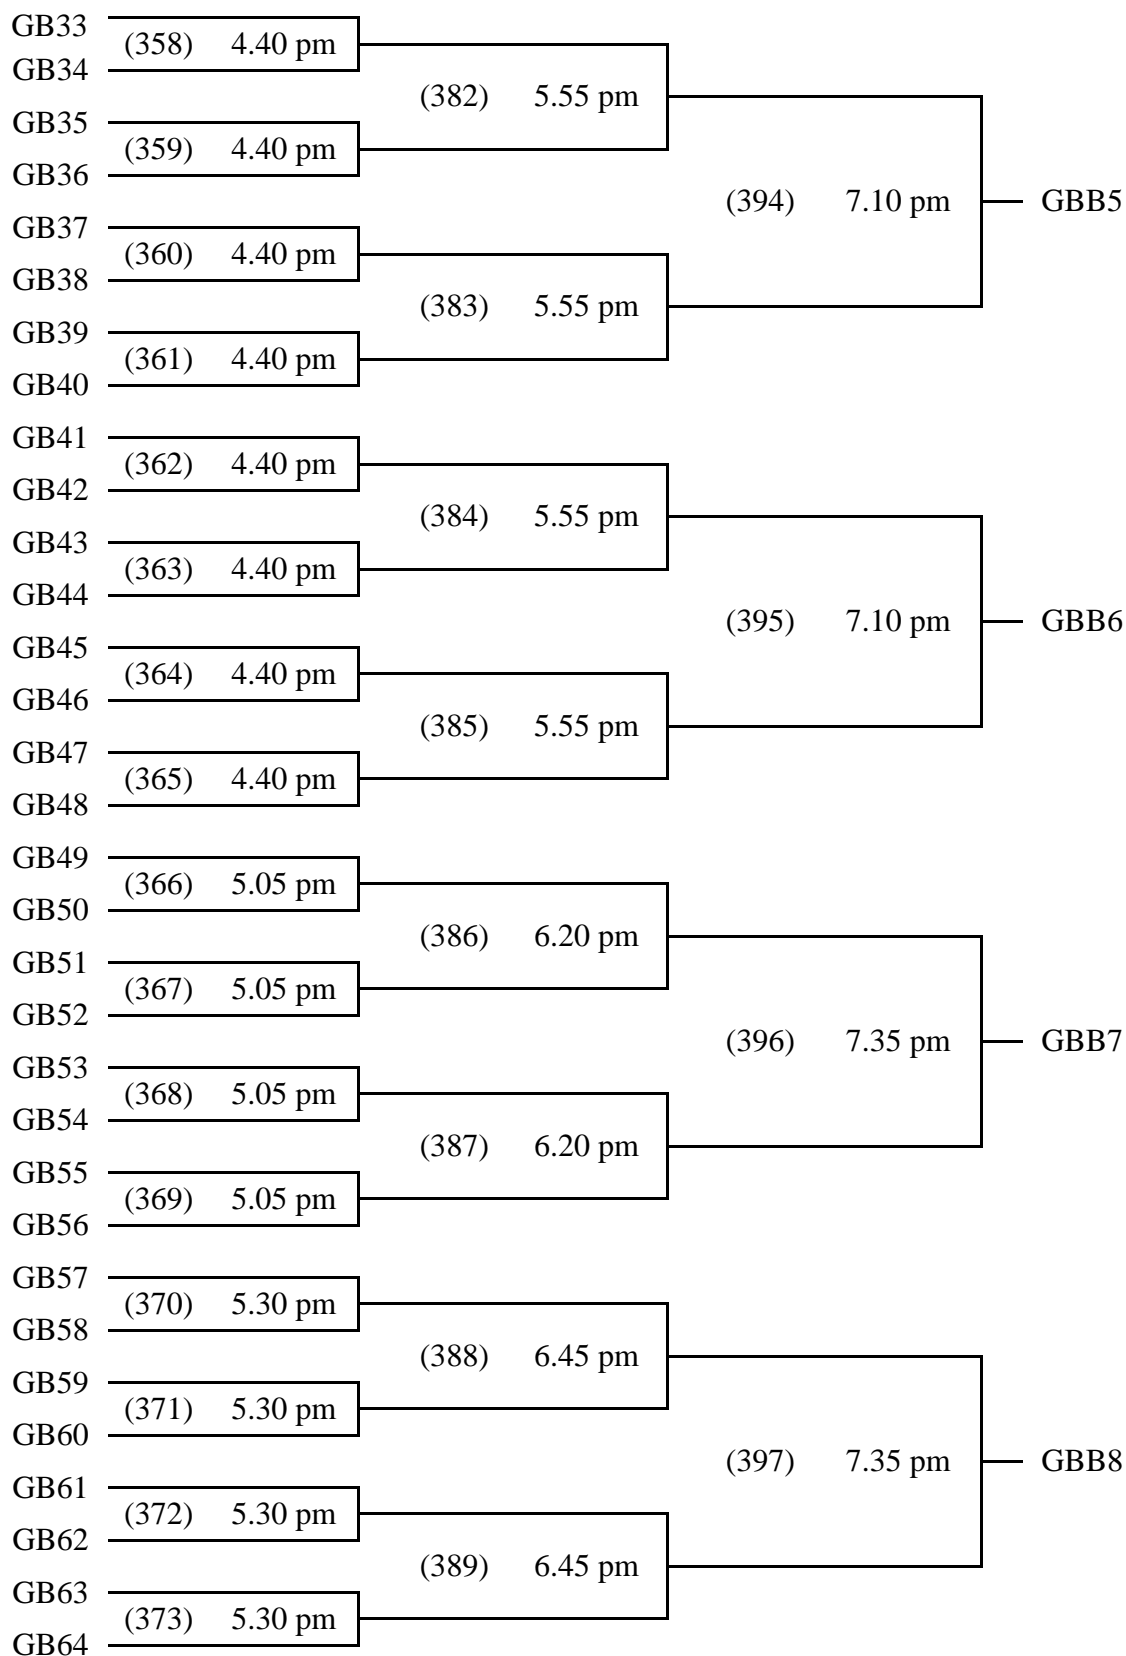 GB33
(358) 4.40 pm
GB34
(382) 5.55 pm
GB35
(359) 4.40 pm
GB36
(394) 7.10 pm GBB5
GB37
(360) 4.40 pm
GB38
(383) 5.55 pm
GB39
(361) 4.40 pm
GB40
GB41
(362) 4.40 pm
GB42
(384) 5.55 pm
GB43
(363) 4.40 pm
GB44
(395) 7.10 pm GBB6
GB45
(364) 4.40 pm
GB46
(385) 5.55 pm
GB47
(365) 4.40 pm
GB48
GB49
(366) 5.05 pm
GB50
(386) 6.20 pm
GB51
(367) 5.05 pm
GB52
(396) 7.35 pm GBB7
GB53
(368) 5.05 pm
GB54
(387) 6.20 pm
GB55
(369) 5.05 pm
GB56
GB57
(370) 5.30 pm
GB58
(388) 6.45 pm
GB59
(371) 5.30 pm
GB60
(397) 7.35 pm GBB8
GB61
(372) 5.30 pm
GB62
(389) 6.45 pm
GB63
(373) 5.30 pm
GB64